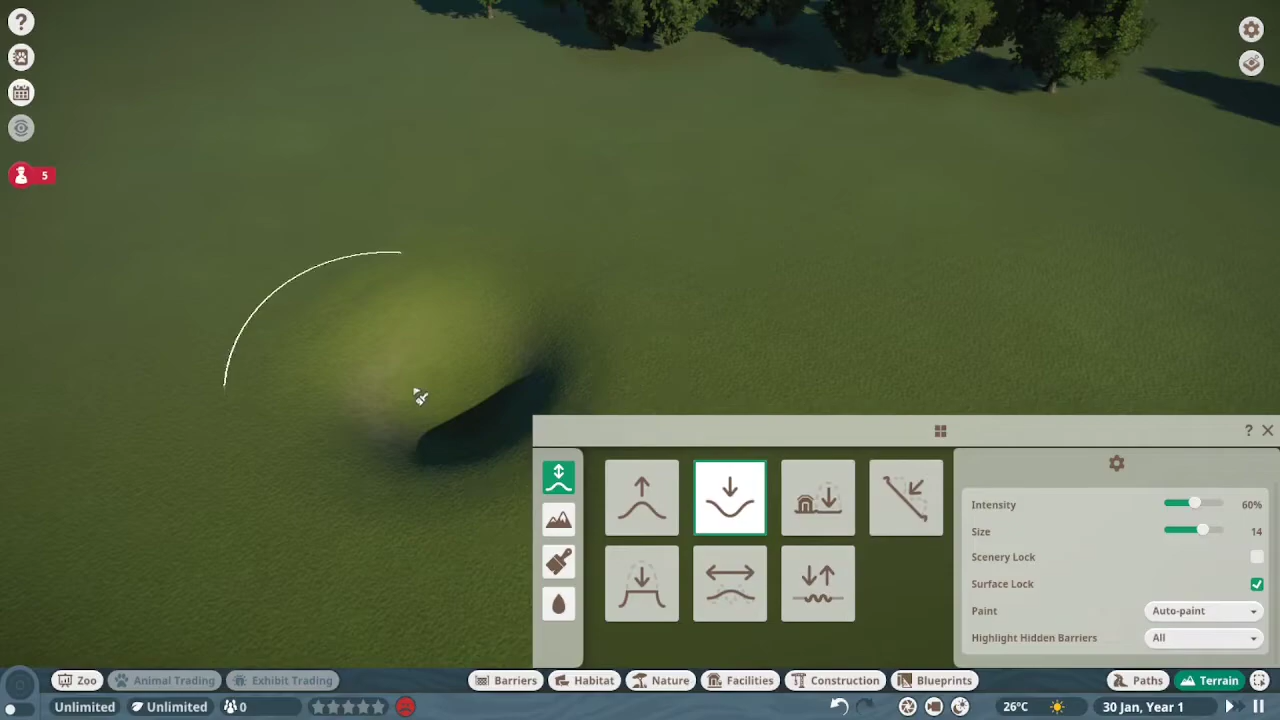 ?
5
? ×
Intensity 60%
Size 14
Scenery Lock
Surface Lock
Paint Auto-paint
Highlight Hidden Barriers All
Zoo Animal Trading Exhibit Trading Barriers Habitat Nature Facilities Construction Blueprints Paths Terrain
Unlimited Unlimited 0 26°C 30 Jan, Year 1